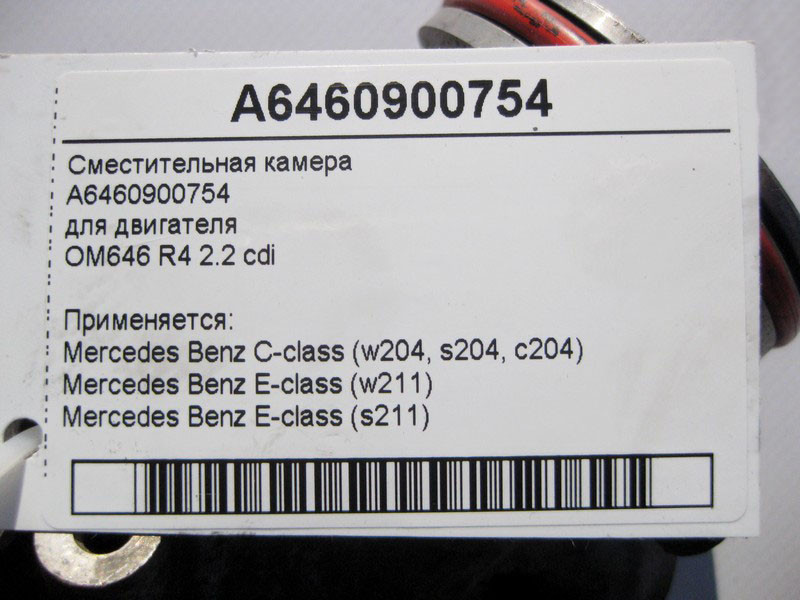 A6460900754
Сместительная камера
A6460900754
для двигателя
OM646 R4 2.2 cdi
Применяется:
Mercedes Benz C-class (w204, s204, c204)
Mercedes Benz E-class (w211)
Mercedes Benz E-class (s211)